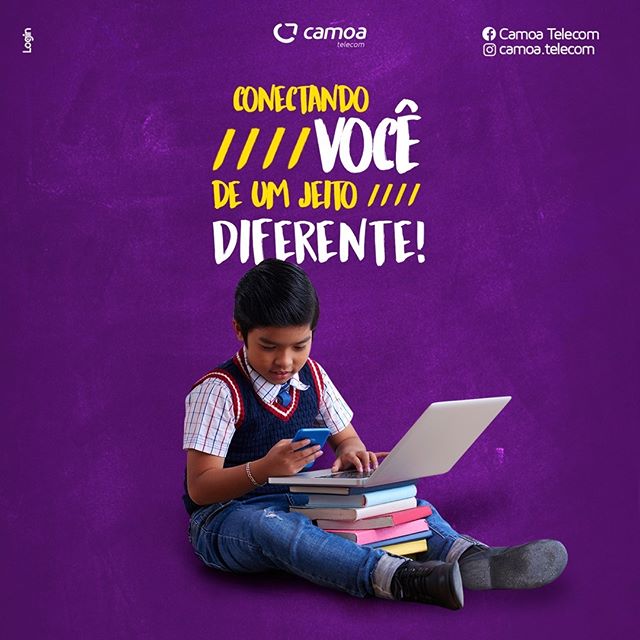 Login
camoa
telecom
Camoa Telecom
camoa.telecom
CONECTANDO
////VOCÊ
DE UM JEITO ////
DIFERENTE!